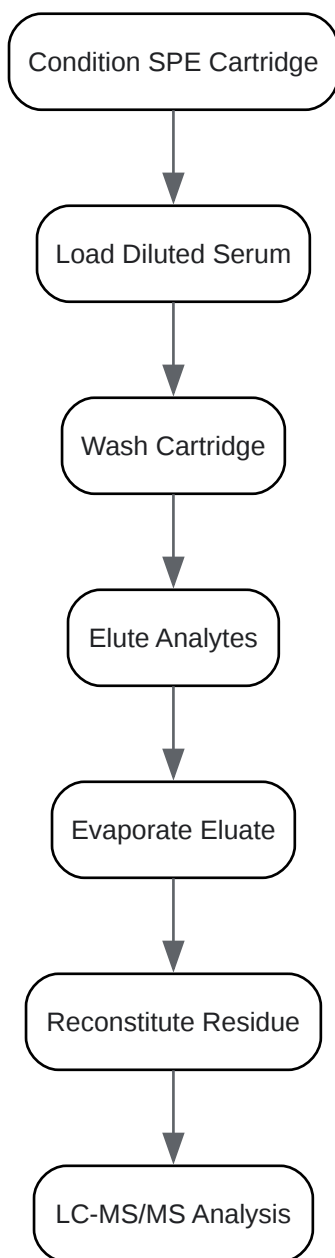 Condition SPE Cartridge
Load Diluted Serum
Wash Cartridge
Elute Analytes
Evaporate Eluate
Reconstitute Residue
LC-MS/MS Analysis